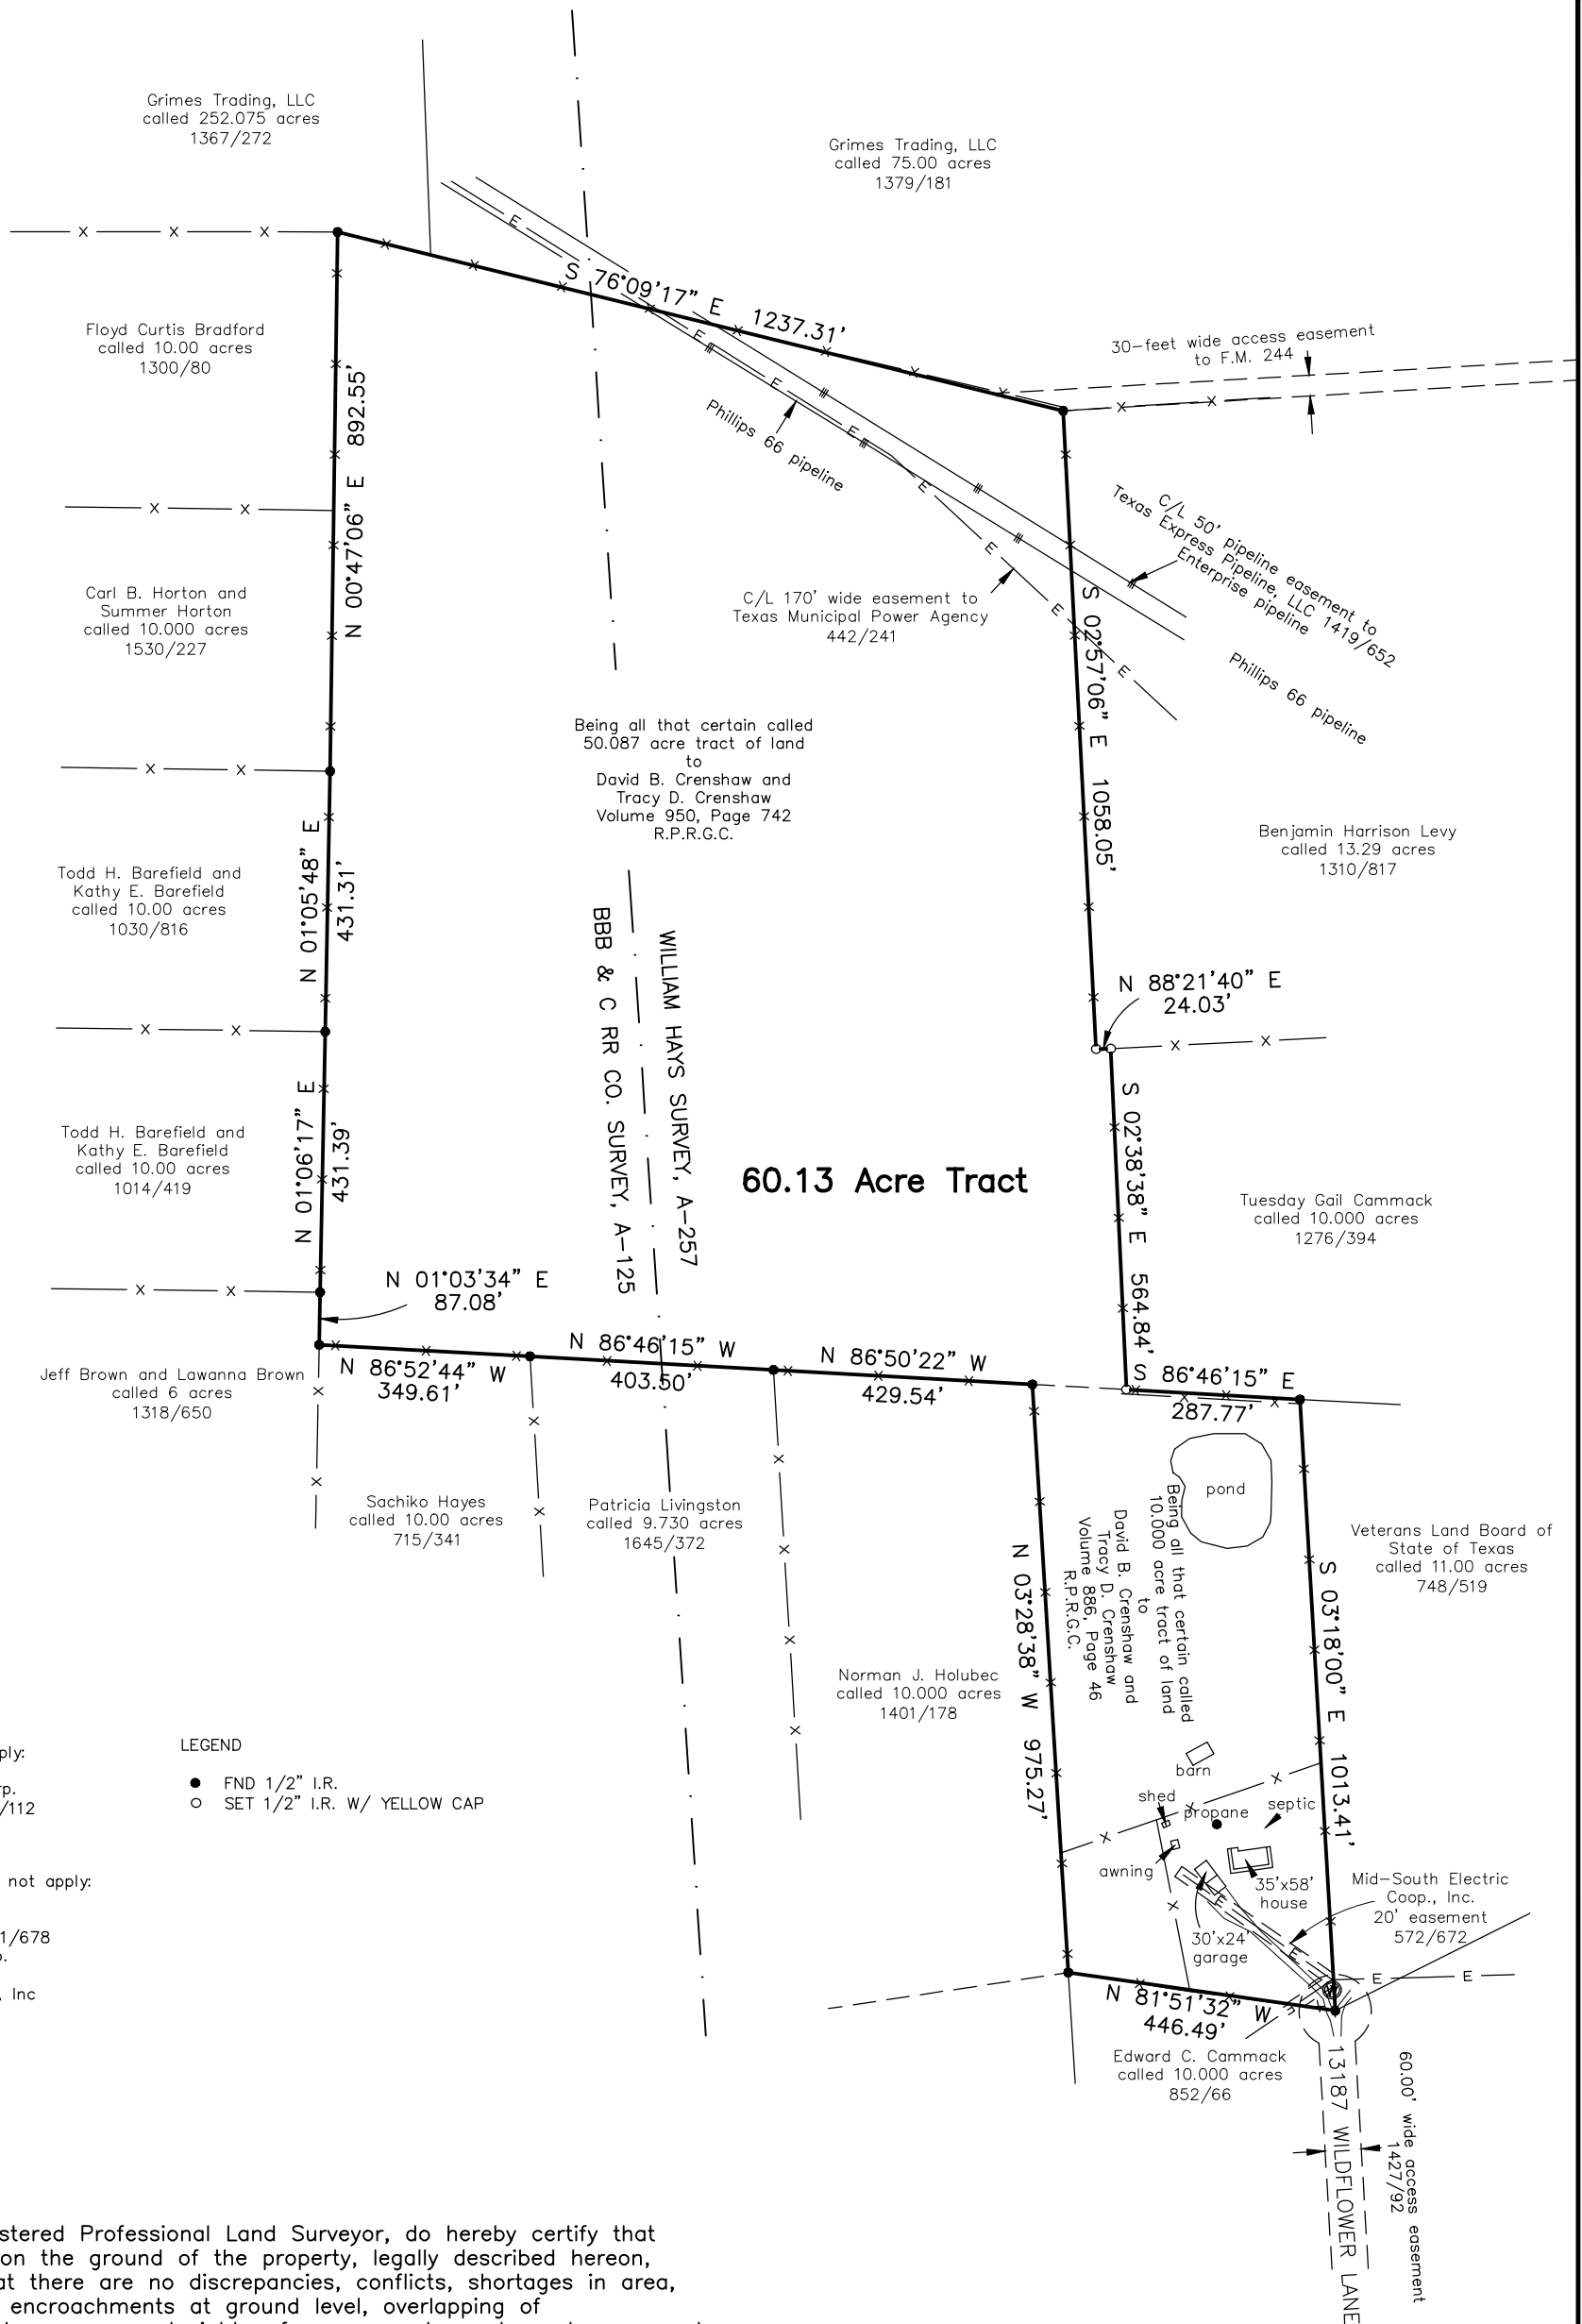 Grimes Trading, LLC
called 252.075 acres
1367/272
Grimes Trading, LLC
called 75.00 acres
1379/181
E
S 76°09'17" E 1237.31'
30-feet wide access easement
to F.M. 244
Floyd Curtis Bradford
called 10.00 acres
1300/80
N 00°47'06" E 892.55'
Phillips 66 pipeline
C/L 50' pipeline easement to
Texas Express Pipeline, LLC 1419/652
Enterprise pipeline
Phillips 66 pipeline
Carl B. Horton and
Summer Horton
called 10.000 acres
1530/227
C/L 170' wide easement to
Texas Municipal Power Agency
442/241
S 02°57'06" E 1058.05'
Being all that certain called
50.087 acre tract of land
to
David B. Crenshaw and
Tracy D. Crenshaw
Volume 950, Page 742
R.P.R.G.C.
Benjamin Harrison Levy
called 13.29 acres
1310/817
Todd H. Barefield and
Kathy E. Barefield
called 10.00 acres
1030/816
N 01°05'48" E
431.31'
BBB & C RR CO. SURVEY, A-125
WILLIAM HAYS SURVEY, A-257
N 88°21'40" E
24.03'
Todd H. Barefield and
Kathy E. Barefield
called 10.00 acres
1014/419
N 01°06'17" E
431.39'
60.13 Acre Tract
S 02°38'38" E 564.84'
Tuesday Gail Cammack
called 10.000 acres
1276/394
N 01°03'34" E
87.08'
Jeff Brown and Lawanna Brown
called 6 acres
1318/650
N 86°52'44" W
349.61'
N 86°46'15" W
403.50'
N 86°50'22" W
429.54'
S 86°46'15" E
287.77'
pond
Sachiko Hayes
called 10.00 acres
715/341
Patricia Livingston
called 9.730 acres
1645/372
Being all that certain called
10.000 acre tract of land
to
David B. Crenshaw and
Tracy D. Crenshaw
Volume 886, Page 46
R.P.R.G.C.
Veterans Land Board of
State of Texas
called 11.00 acres
748/519
N 03°28'38" W 975.27'
S 03°18'00" E 1013.41'
Norman J. Holubec
called 10.000 acres
1401/178
ply:
rp.
/112
LEGEND
FND 1/2" I.R.
SET 1/2" I.R. W/ YELLOW CAP
barn
shed
propane
septic
awning
35'x58'
house
30'x24'
garage
Mid-South Electric
Coop., Inc.
20' easement
572/672
not apply:
1/678
o.
, Inc
N 81°51'32" W
446.49'
Edward C. Cammack
called 10.000 acres
852/66
13187 WILDFLOWER LANE
60.00' wide access easement
1427/92
stered Professional Land Surveyor, do hereby certify that
on the ground of the property, legally described hereon,
at there are no discrepancies, conflicts, shortages in area,
encroachments at ground level, overlapping of